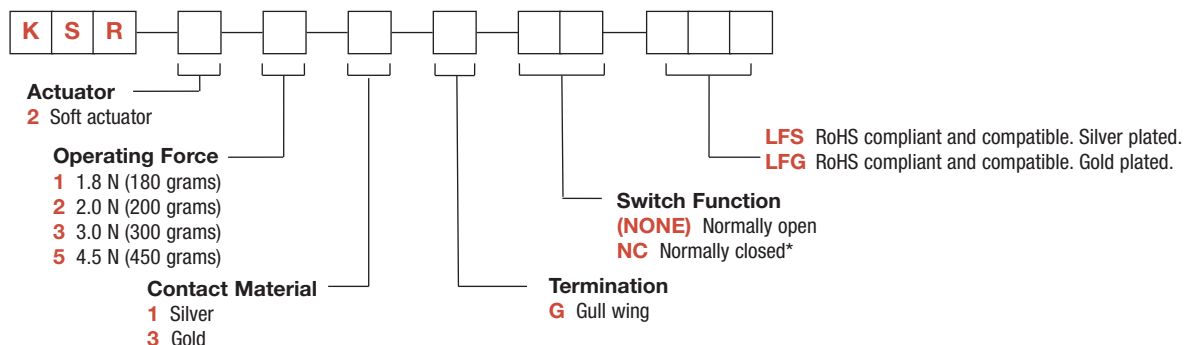 K S R
Actuator
2 Soft actuator
Operating Force
1 1.8 N (180 grams)
2 2.0 N (200 grams)
3 3.0 N (300 grams)
5 4.5 N (450 grams)
Contact Material
1 Silver
3 Gold
Termination
G Gull wing
Switch Function
(NONE) Normally open
NC Normally closed*
LFS RoHS compliant and compatible. Silver plated.
LFG RoHS compliant and compatible. Gold plated.